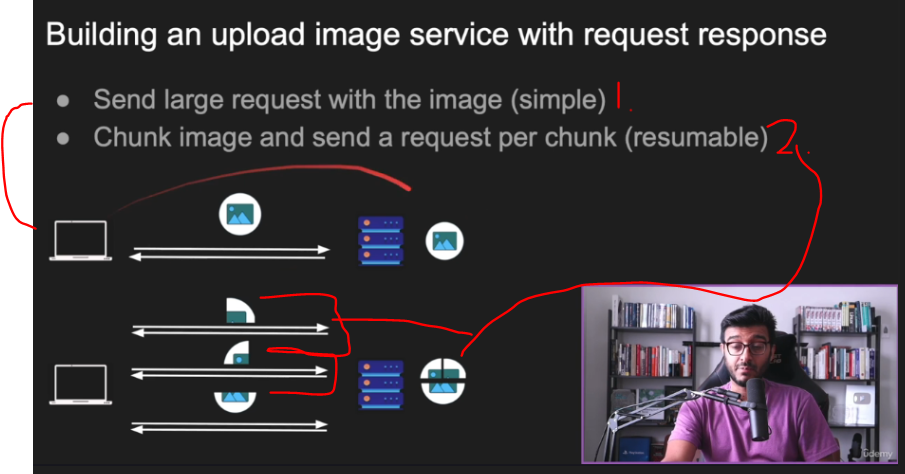 Building an upload image service with request response
● Send large request with the image (simple) 1.
● Chunk image and send a request per chunk (resumable) 2.
ûdemy